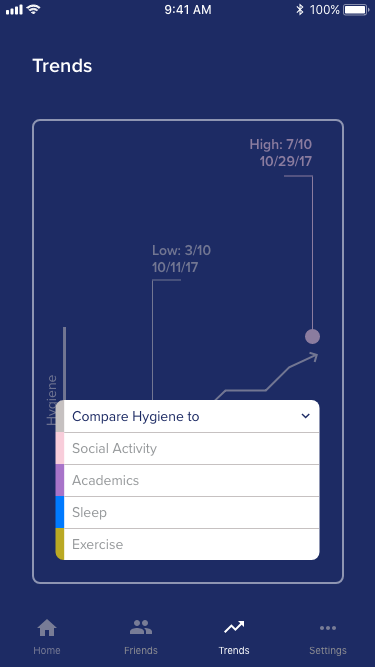 9:41 AM
100%
Trends
High: 7/10
10/29/17
Low: 3/10
10/11/17
Hygiene
Compare Hygiene to
Social Activity
Academics
Sleep
Exercise
Home
Friends
Trends
Settings